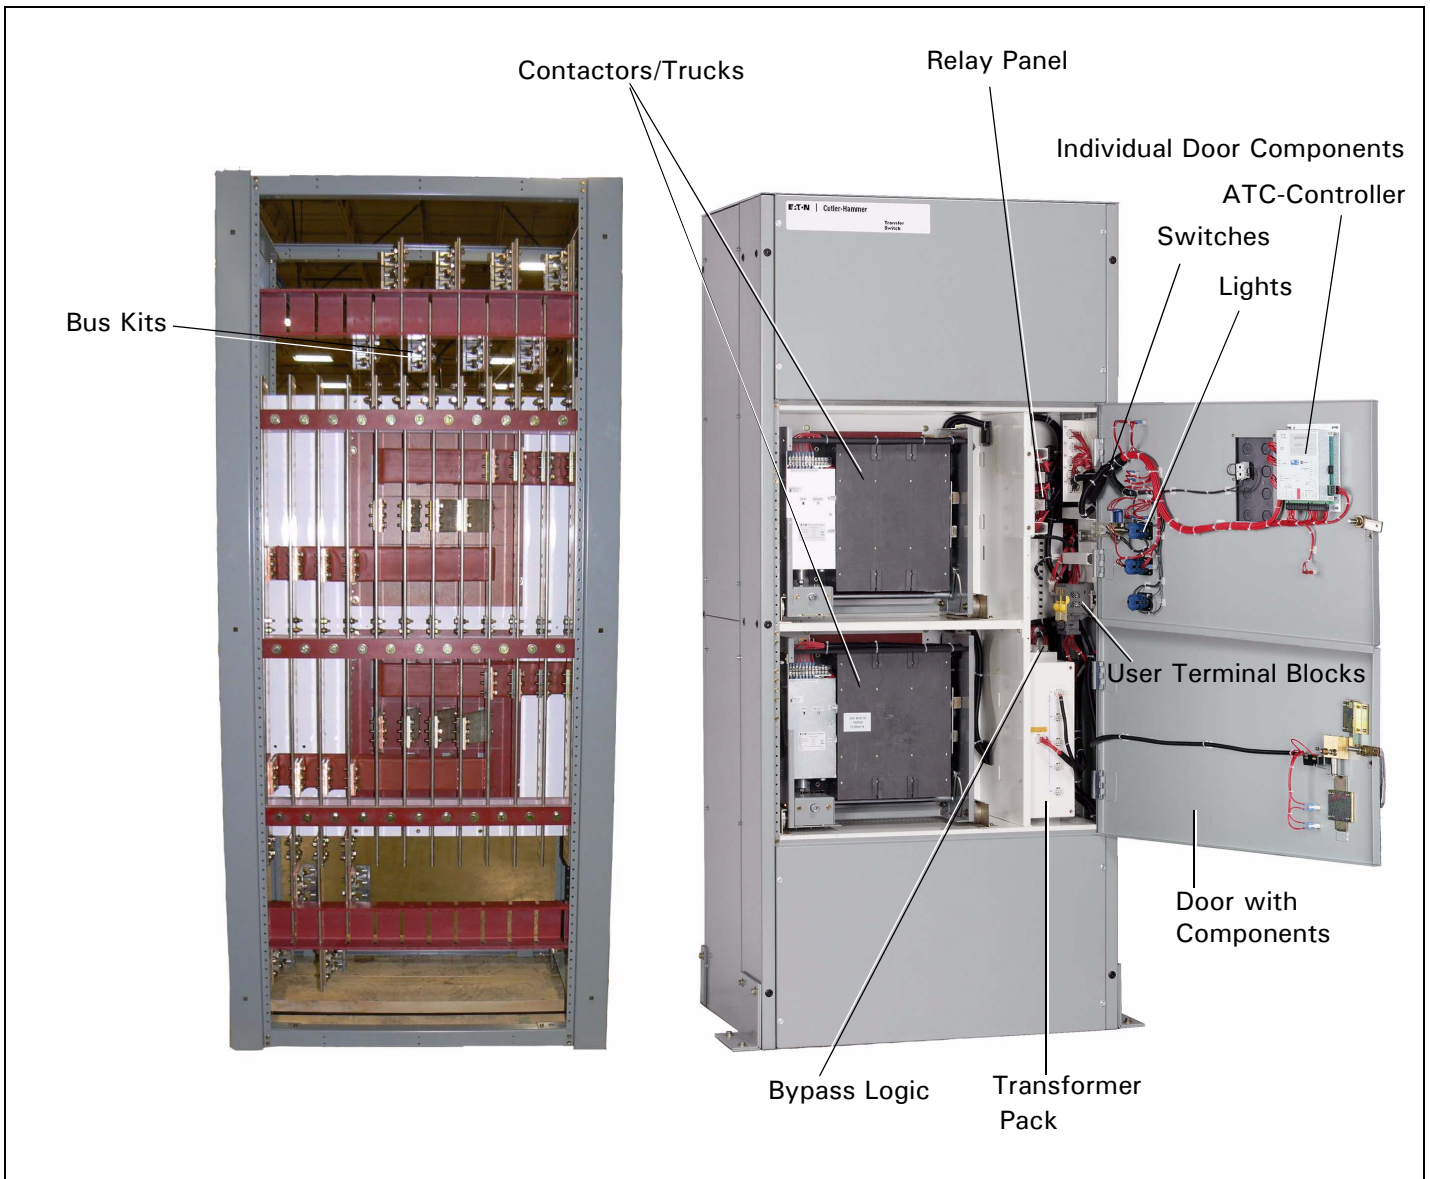 Contactors/Trucks
Relay Panel
Individual Door Components
ATC-Controller
Switches
Lights
Bus Kits
E·T·N | Cutler-Hammer
Transfer
Switch
User Terminal Blocks
Door with
Components
Bypass Logic
Transformer
Pack